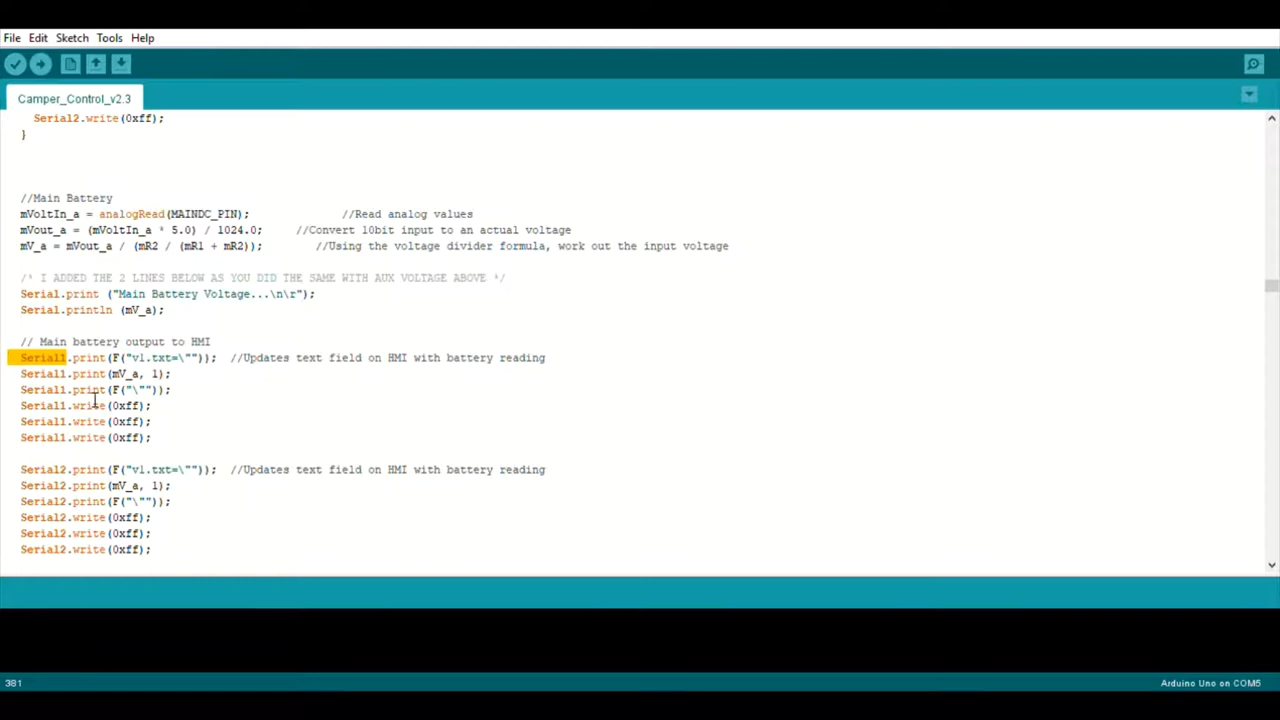 File Edit Sketch Tools Help
Camper_Control_v2.3
Serial2.write(0xff);
}
//Main Battery
mVoltIn_a = analogRead(MAINDC_PIN); //Read analog values
mVout_a = (mVoltIn_a * 5.0) / 1024.0; //Convert 10bit input to an actual voltage
mV_a = mVout_a / (mR2 / (mR1 + mR2)); //Using the voltage divider formula, work out the input voltage
/* I ADDED THE 2 LINES BELOW AS YOU DID THE SAME WITH AUX VOLTAGE ABOVE */
Serial.print ("Main Battery Voltage...\n\r");
Serial.println (mV_a);
// Main battery output to HMI
Serial1.print(F("v1.txt=\"")); //Updates text field on HMI with battery reading
Serial1.print(mV_a, 1);
Serial1.print(F("\""));
Serial1.write(0xff);
Serial1.write(0xff);
Serial1.write(0xff);
Serial2.print(F("v1.txt=\"")); //Updates text field on HMI with battery reading
Serial2.print(mV_a, 1);
Serial2.print(F("\""));
Serial2.write(0xff);
Serial2.write(0xff);
Serial2.write(0xff);
381 Arduino Uno on COM5